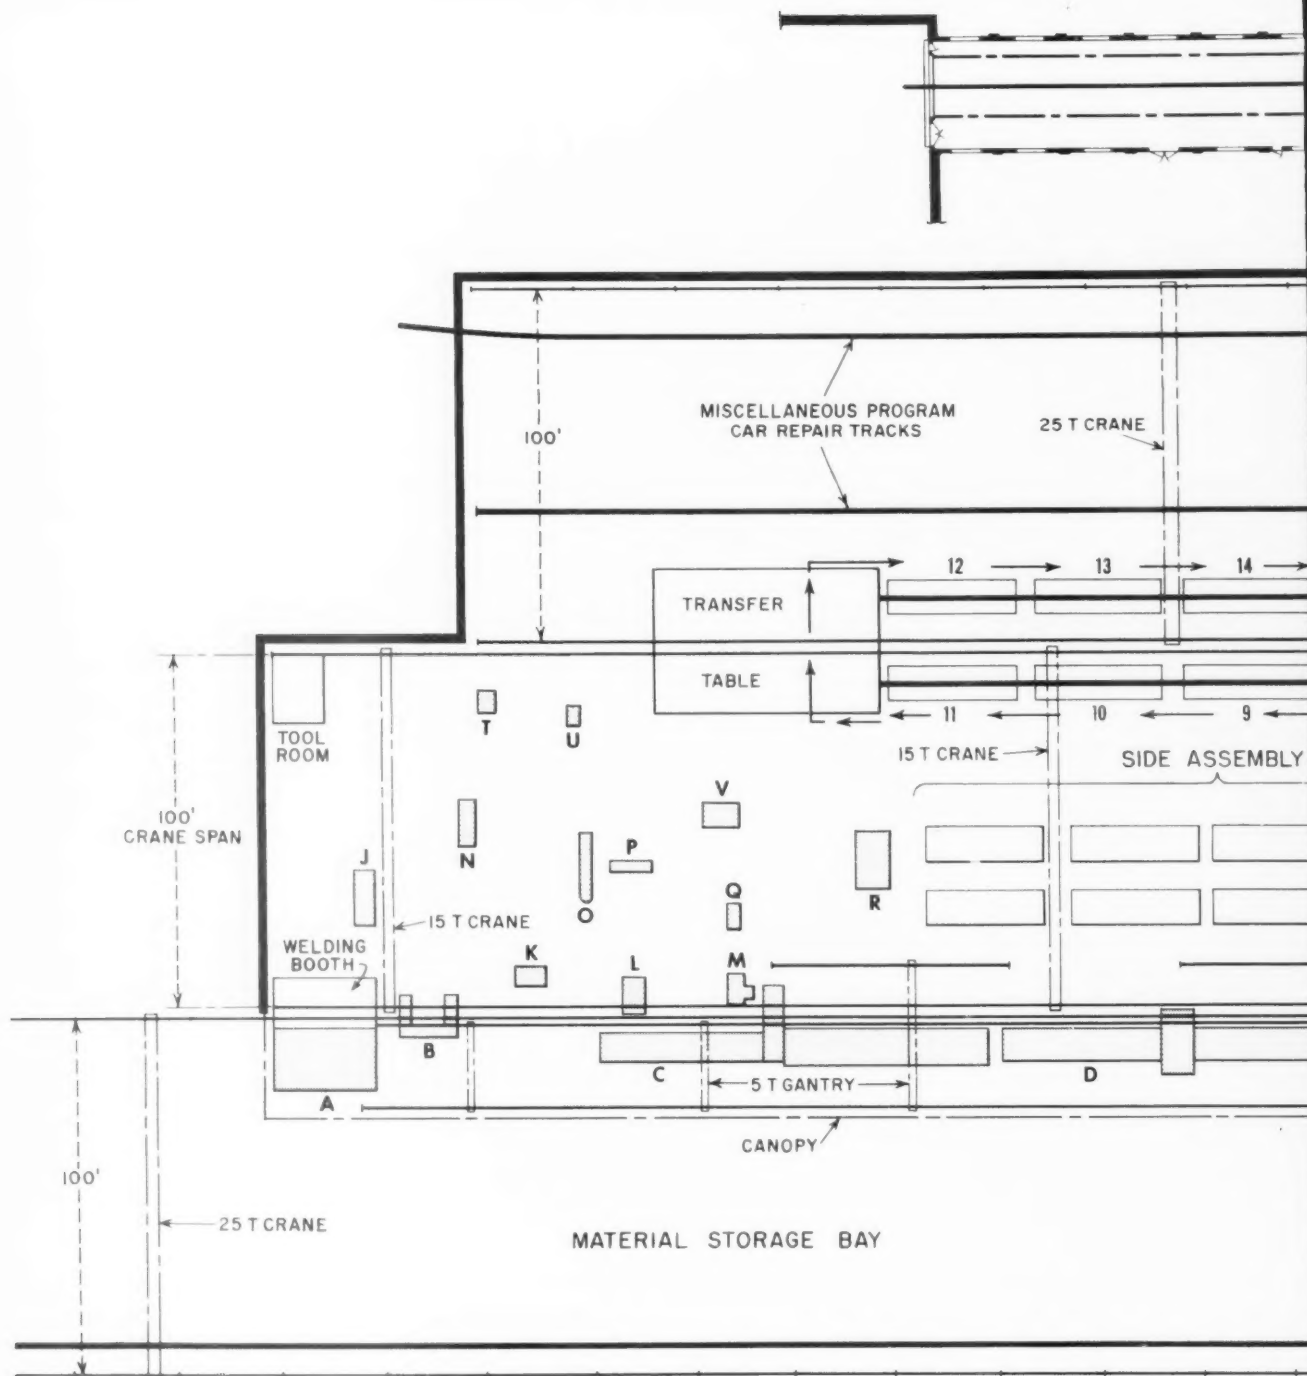 MISCELLANEOUS PROGRAM
CAR REPAIR TRACKS
100'
25 T CRANE
12
13
14
TRANSFER
TABLE
11
10
9
TOOL
ROOM
T
U
15 T CRANE
SIDE ASSEMBLY
100'
CRANE SPAN
V
J
N
P
O
Q
R
15 T CRANE
WELDING
BOOTH
K
L
M
B
C
D
A
5 T GANTRY
CANOPY
100'
25 T CRANE
MATERIAL STORAGE BAY